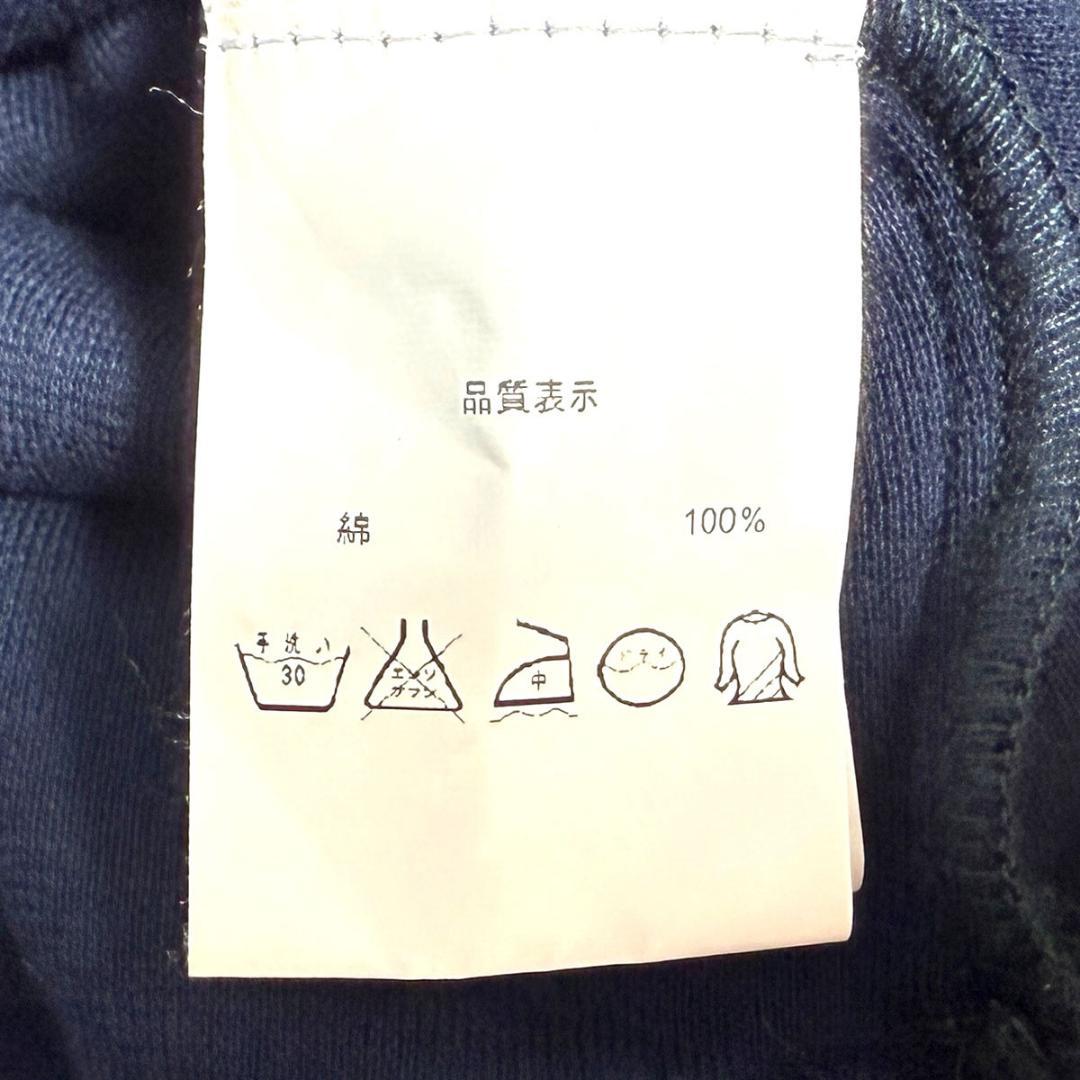 品質表示
綿 100%
手洗イ エンソ 中 ドライ
30 サラシ